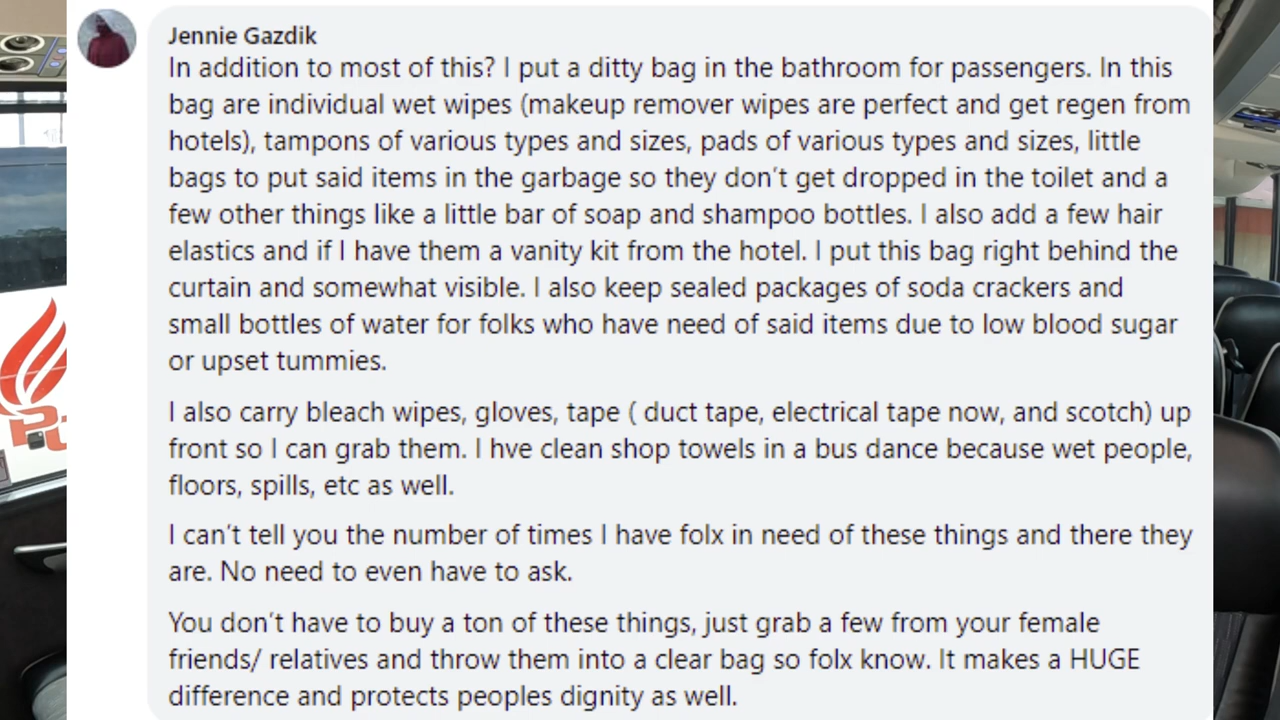 Jennie Gazdik
In addition to most of this? I put a ditty bag in the bathroom for passengers. In this
bag are individual wet wipes (makeup remover wipes are perfect and get regen from
hotels), tampons of various types and sizes, pads of various types and sizes, little
bags to put said items in the garbage so they don't get dropped in the toilet and a
few other things like a little bar of soap and shampoo bottles. I also add a few hair
elastics and if I have them a vanity kit from the hotel. I put this bag right behind the
curtain and somewhat visible. I also keep sealed packages of soda crackers and
small bottles of water for folks who have need of said items due to low blood sugar
or upset tummies.
I also carry bleach wipes, gloves, tape ( duct tape, electrical tape now, and scotch) up
front so I can grab them. I hve clean shop towels in a bus dance because wet people,
floors, spills, etc as well.
I can't tell you the number of times I have folx in need of these things and there they
are. No need to even have to ask.
You don't have to buy a ton of these things, just grab a few from your female
friends/ relatives and throw them into a clear bag so folx know. It makes a HUGE
difference and protects peoples dignity as well.